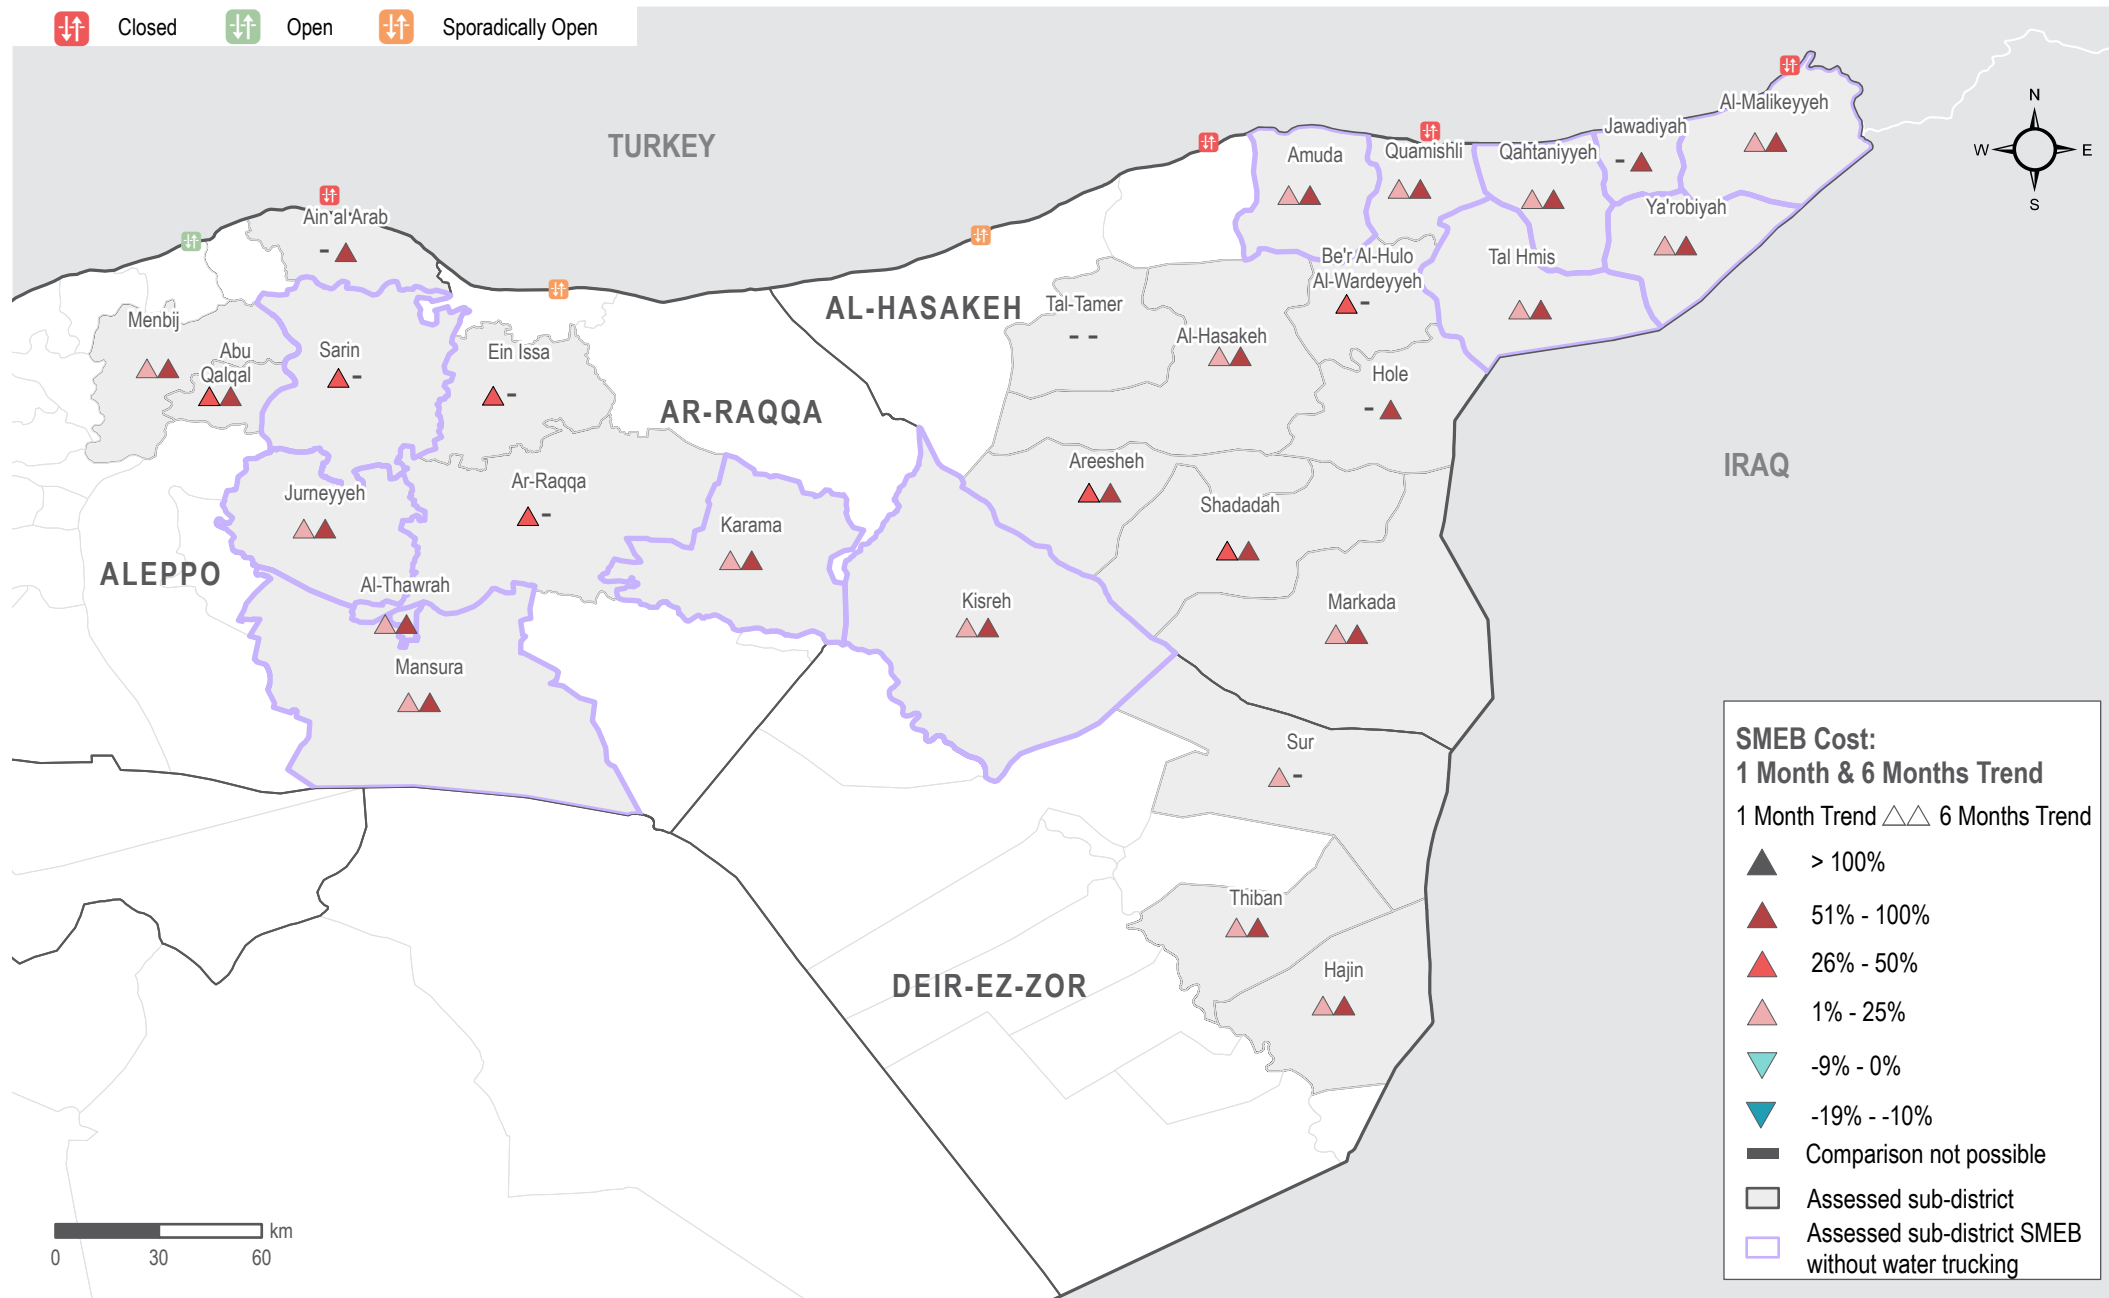 Closed
Open
Sporadically Open
TURKEY
N
W E
S
Al-Malikeyyeh
Jawadiyah
-
Qahtaniyyeh
Quamishli
Amuda
Ya'robiyah
Ain al Arab
-
Be'r Al-Hulo
Al-Wardeyyeh
-
Tal Hmis
AL-HASAKEH
Tal-Tamer
- -
Al-Hasakeh
Menbij
Abu
Qalqal
Sarin
-
Ein Issa
-
Hole
-
AR-RAQQA
IRAQ
Areesheh
Ar-Raqqa
-
Jurneyyeh
Shadadah
Karama
ALEPPO
Al-Thawrah
Kisreh
Markada
Mansura
Sur
-
Thiban
Hajin
DEIR-EZ-ZOR
SMEB Cost:
1 Month & 6 Months Trend
1 Month Trend 6 Months Trend
> 100%
51% - 100%
26% - 50%
1% - 25%
-9% - 0%
-19% - -10%
Comparison not possible
Assessed sub-district
Assessed sub-district SMEB
without water trucking
km
0 30 60